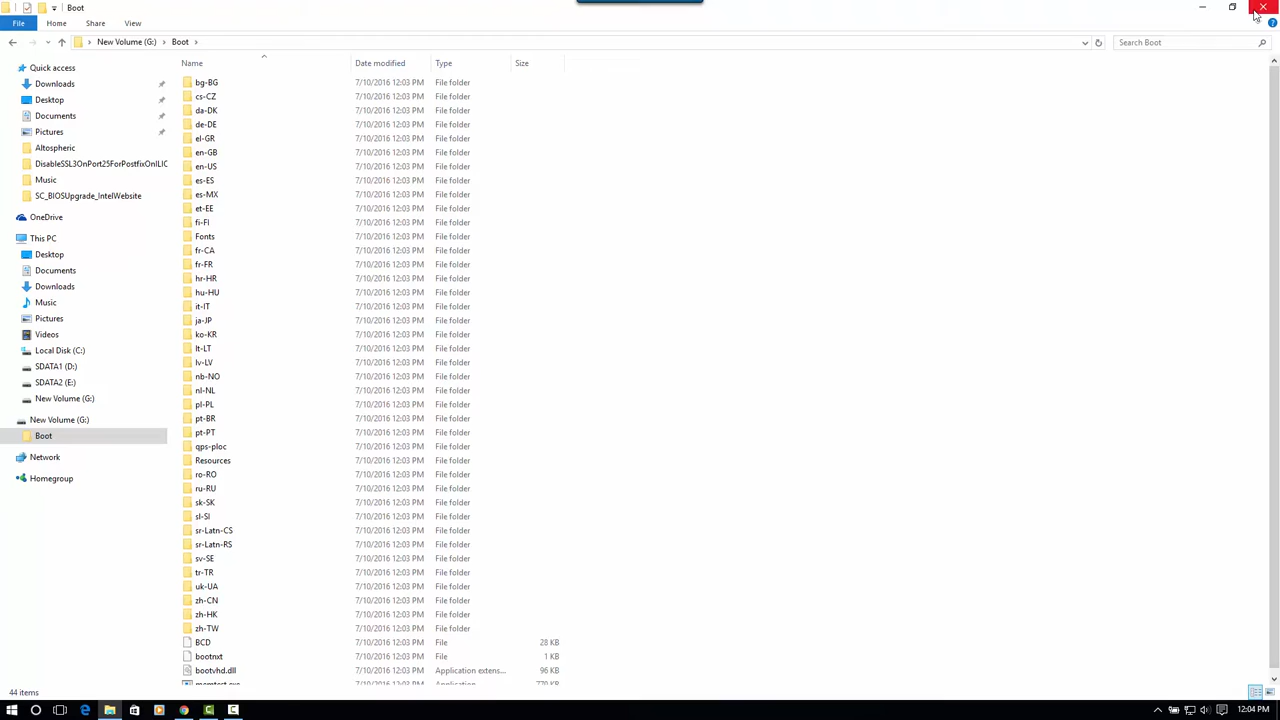 Boot
File Home Share View
New Volume (G:) Boot Search Boot
Name Date modified Type Size
Quick access
Downloads
Desktop
Documents
Pictures
Altospheric
DisableSSL3OnPort25ForPostfixOnILIC
Music
SC_BIOSUpgrade_IntelWebsite
OneDrive
This PC
Desktop
Documents
Downloads
Music
Pictures
Videos
Local Disk (C:)
SDATA1 (D:)
SDATA2 (E:)
New Volume (G:)
New Volume (G:)
Boot
Network
Homegroup
bg-BG 7/10/2016 12:03 PM File folder
cs-CZ 7/10/2016 12:03 PM File folder
da-DK 7/10/2016 12:03 PM File folder
de-DE 7/10/2016 12:03 PM File folder
el-GR 7/10/2016 12:03 PM File folder
en-GB 7/10/2016 12:03 PM File folder
en-US 7/10/2016 12:03 PM File folder
es-ES 7/10/2016 12:03 PM File folder
es-MX 7/10/2016 12:03 PM File folder
et-EE 7/10/2016 12:03 PM File folder
fi-FI 7/10/2016 12:03 PM File folder
Fonts 7/10/2016 12:03 PM File folder
fr-CA 7/10/2016 12:03 PM File folder
fr-FR 7/10/2016 12:03 PM File folder
hr-HR 7/10/2016 12:03 PM File folder
hu-HU 7/10/2016 12:03 PM File folder
it-IT 7/10/2016 12:03 PM File folder
ja-JP 7/10/2016 12:03 PM File folder
ko-KR 7/10/2016 12:03 PM File folder
lt-LT 7/10/2016 12:03 PM File folder
lv-LV 7/10/2016 12:03 PM File folder
nb-NO 7/10/2016 12:03 PM File folder
nl-NL 7/10/2016 12:03 PM File folder
pl-PL 7/10/2016 12:03 PM File folder
pt-BR 7/10/2016 12:03 PM File folder
pt-PT 7/10/2016 12:03 PM File folder
qps-ploc 7/10/2016 12:03 PM File folder
Resources 7/10/2016 12:03 PM File folder
ro-RO 7/10/2016 12:03 PM File folder
ru-RU 7/10/2016 12:03 PM File folder
sk-SK 7/10/2016 12:03 PM File folder
sl-SI 7/10/2016 12:03 PM File folder
sr-Latn-CS 7/10/2016 12:03 PM File folder
sr-Latn-RS 7/10/2016 12:03 PM File folder
sv-SE 7/10/2016 12:03 PM File folder
tr-TR 7/10/2016 12:03 PM File folder
uk-UA 7/10/2016 12:03 PM File folder
zh-CN 7/10/2016 12:03 PM File folder
zh-HK 7/10/2016 12:03 PM File folder
zh-TW 7/10/2016 12:03 PM File folder
BCD 7/10/2016 12:03 PM File 28 KB
bootnxt 7/10/2016 12:03 PM File 1 KB
bootvhd.dll 7/10/2016 12:03 PM Application extens... 96 KB
memtest.exe 7/10/2016 12:03 PM Application 779 KB
44 items
12:04 PM